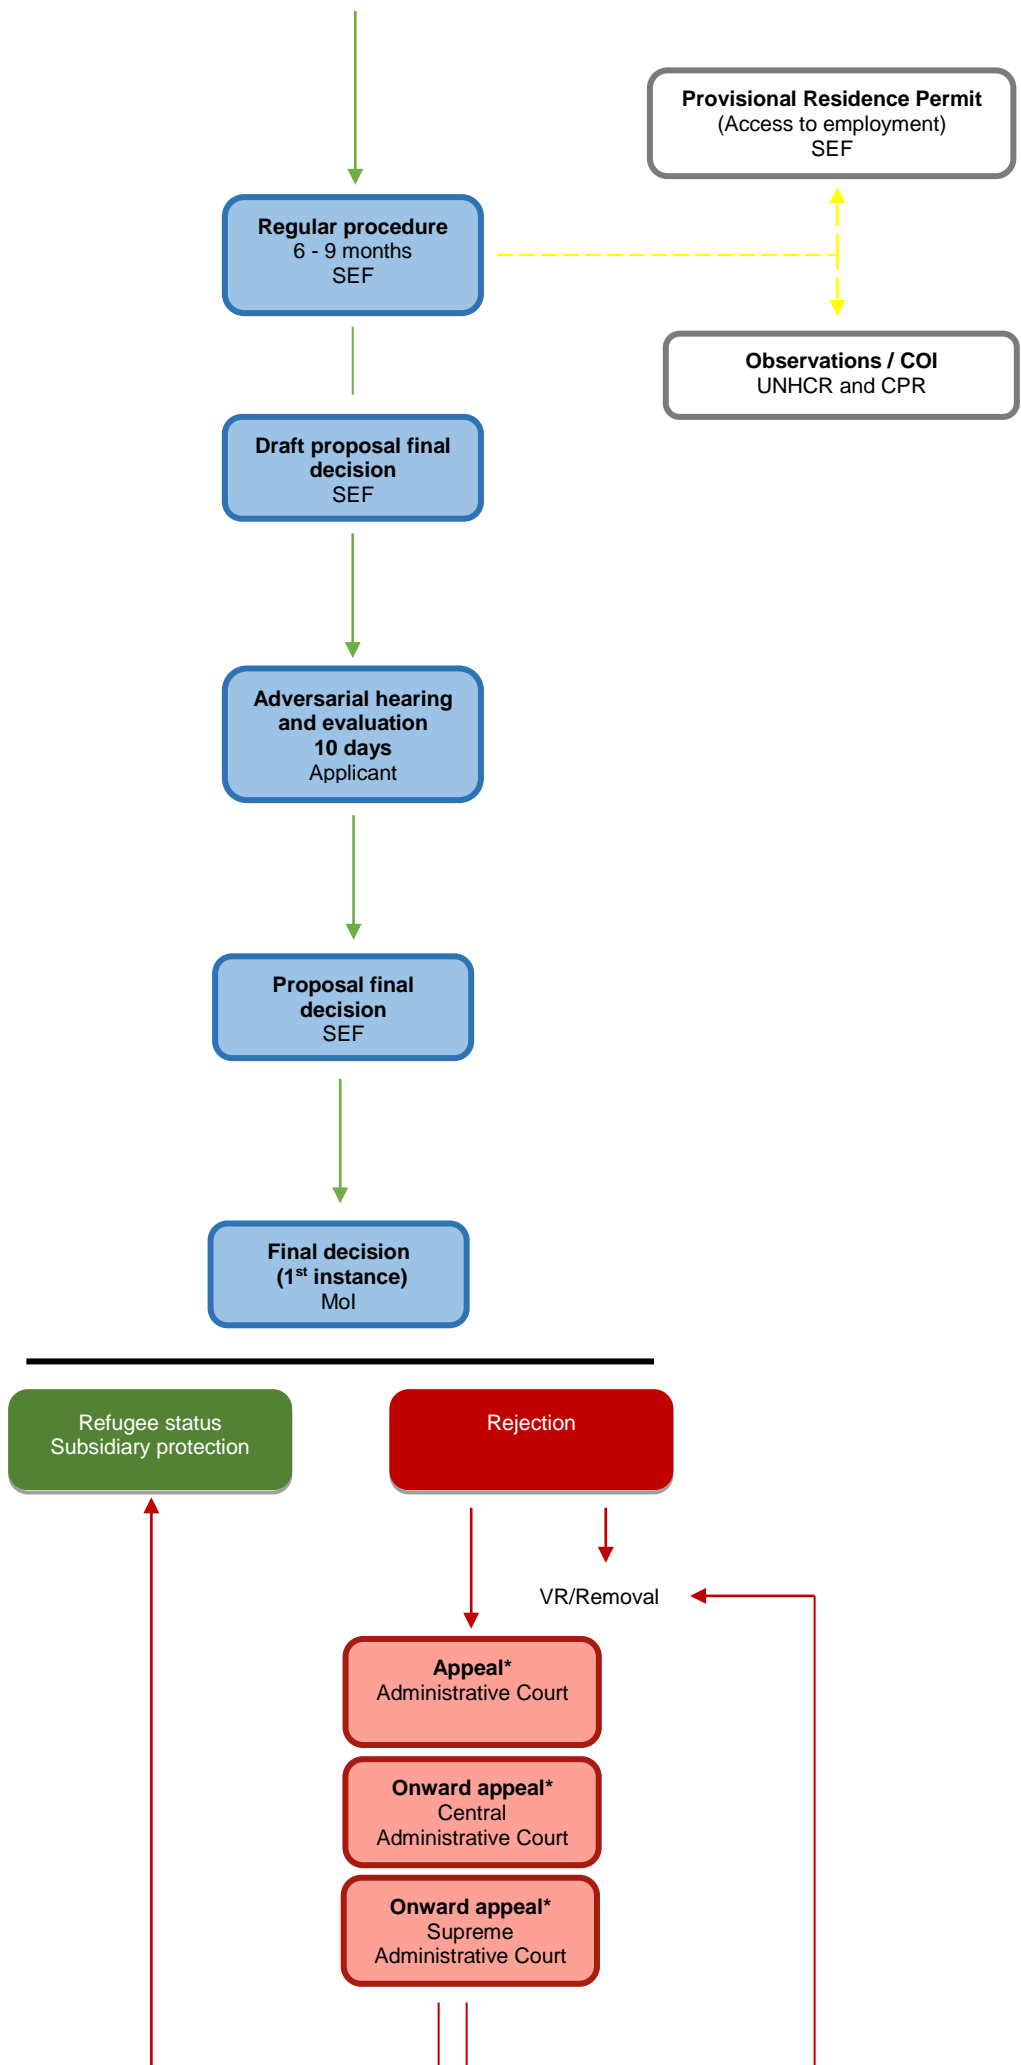 Provisional Residence Permit
(Access to employment)
SEF
Regular procedure
6 - 9 months
SEF
Observations / COI
UNHCR and CPR
Draft proposal final
decision
SEF
Adversarial hearing
and evaluation
10 days
Applicant
Proposal final
decision
SEF
Final decision
(1st instance)
MoI
Refugee status
Subsidiary protection
Rejection
VR/Removal
Appeal*
Administrative Court
Onward appeal*
Central
Administrative Court
Onward appeal*
Supreme
Administrative Court